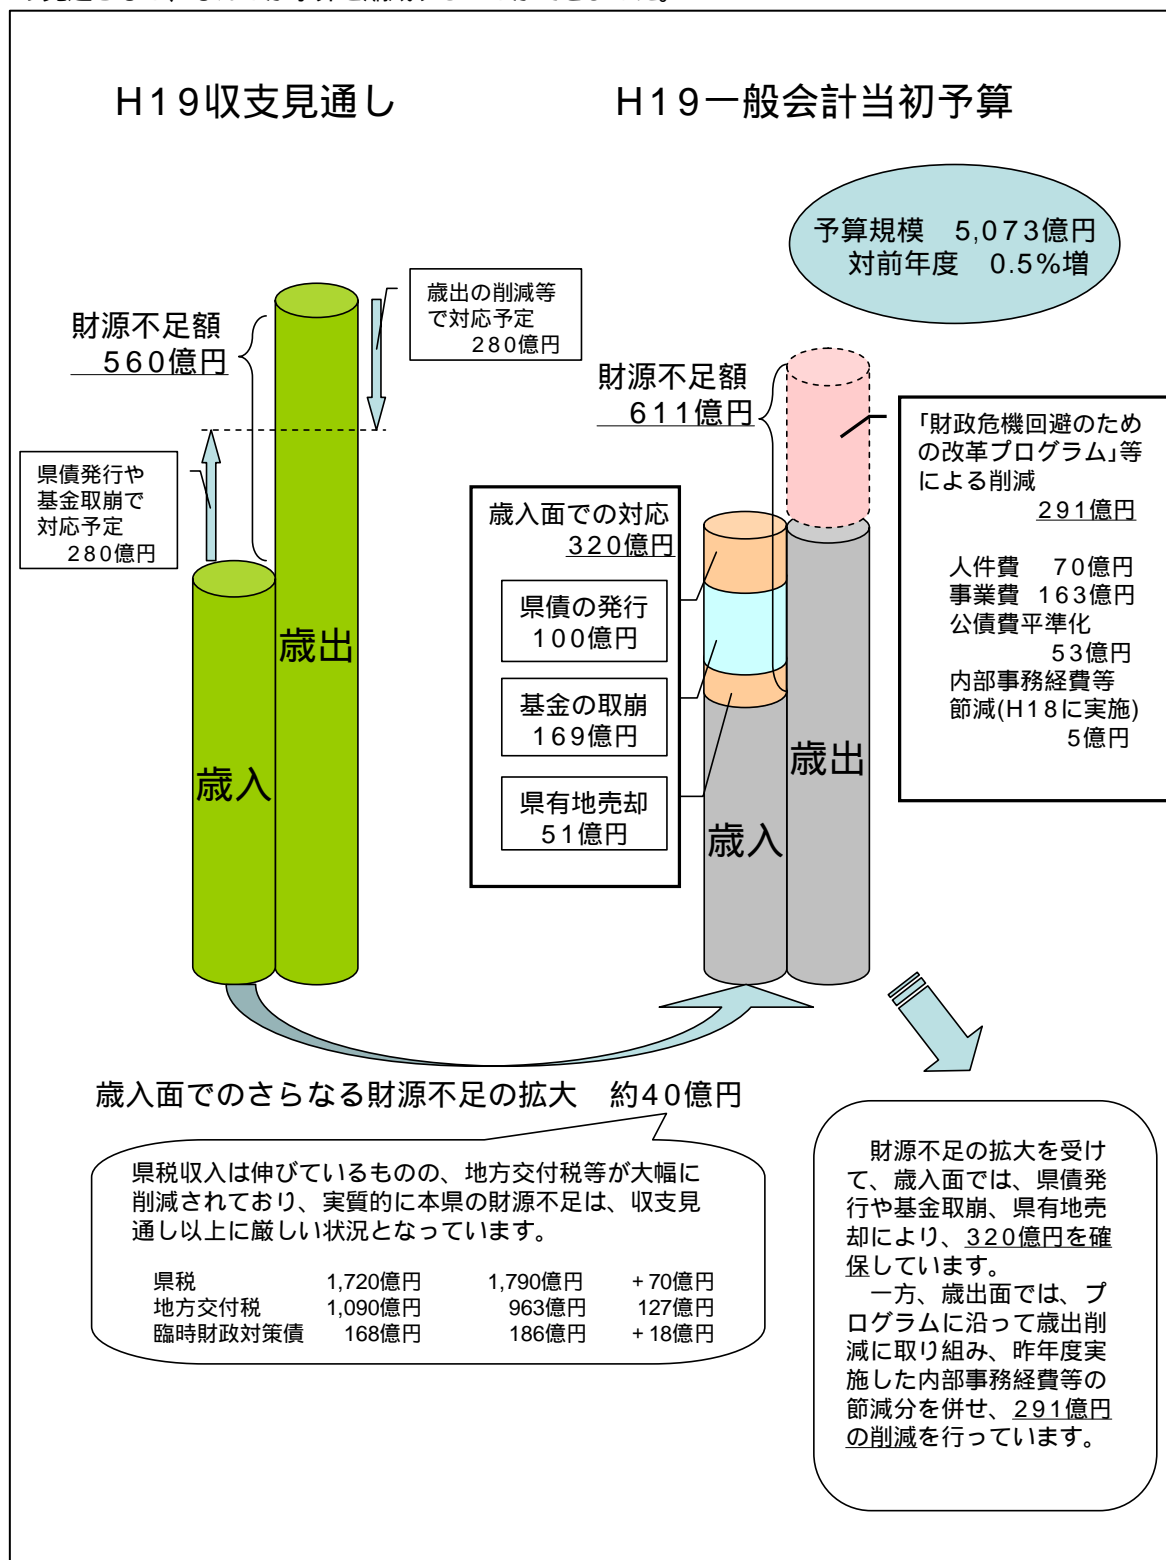 H19収支見通し
H19一般会計当初予算
予算規模 5,073億円
対前年度 0.5%増
財源不足額
560億円
歳出の削減等
で対応予定
280億円
県債発行や
基金取崩で
対応予定
280億円
歳入
歳出
財源不足額
611億円
歳入面での対応
320億円
県債の発行
100億円
基金の取崩
169億円
県有地売却
51億円
歳入
歳出
「財政危機回避のため
の改革プログラム」等
による削減
291億円
人件費 70億円
事業費 163億円
公債費平準化
53億円
内部事務経費等
節減(H18に実施)
5億円
歳入面でのさらなる財源不足の拡大 約40億円
県税収入は伸びているものの、地方交付税等が大幅に
削減されており、実質的に本県の財源不足は、収支見
通し以上に厳しい状況となっています。
県税 1,720億円 1,790億円 +70億円
地方交付税 1,090億円 963億円 127億円
臨時財政対策債 168億円 186億円 +18億円
財源不足の拡大を受け
て、歳入面では、県債発
行や基金取崩、県有地売
却により、320億円を確
保しています。
一方、歳出面では、プ
ログラムに沿って歳出削
減に取り組み、昨年度実
施した内部事務経費等の
節減分を併せ、291億円
の削減を行っています。